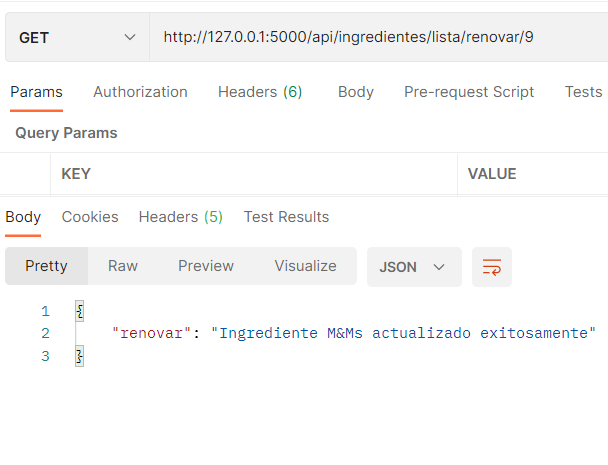 GET http://127.0.0.1:5000/api/ingredientes/lista/renovar/9
Params Authorization Headers (6) Body Pre-request Script Tests
Query Params
KEY VALUE
Body Cookies Headers (5) Test Results
Pretty Raw Preview Visualize JSON
1 {
2 "renovar": "Ingrediente M&Ms actualizado exitosamente"
3 }